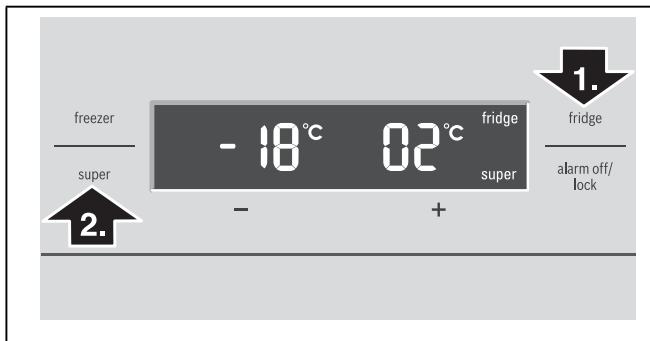 1.
freezer
-18°C
02°C
fridge
fridge
super
super
alarm off/
lock
2.
−
+